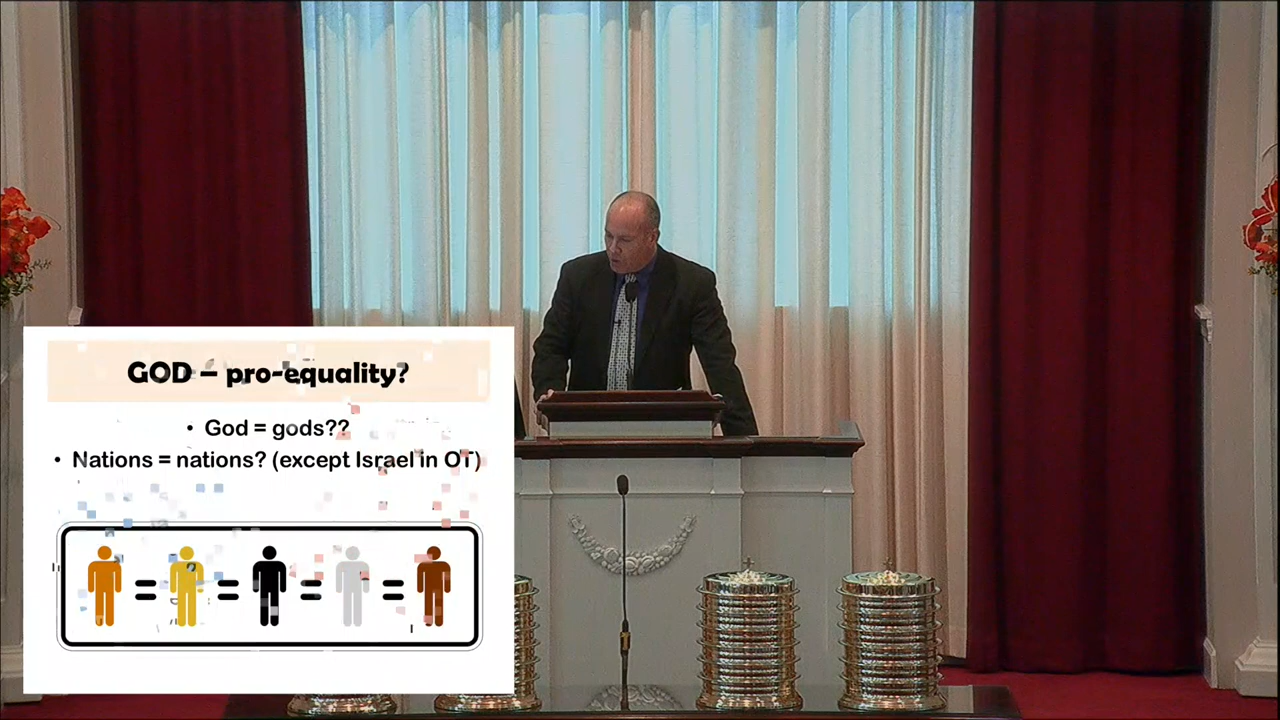 GOD – pro-equality?
• God = gods??
• Nations = nations? (except Israel in OT)